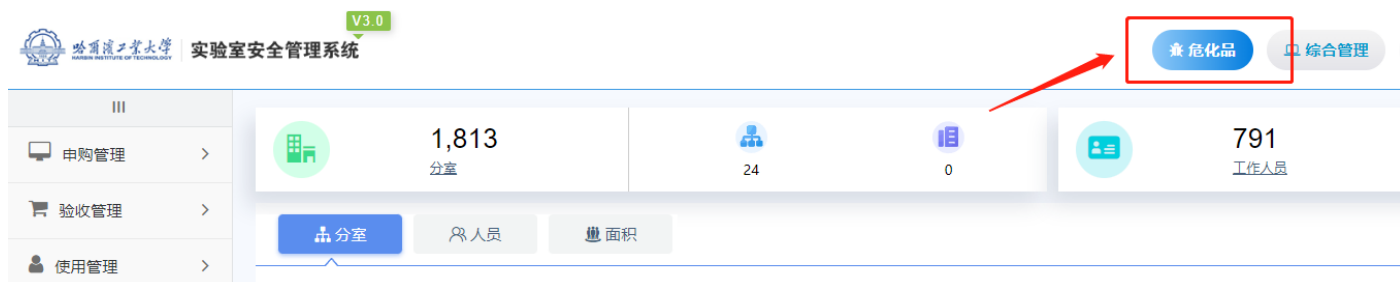 V3.0
哈爾濱工業大學
HARBIN INSTITUTE OF TECHNOLOGY
实验室安全管理系统
危化品
综合管理
申购管理
验收管理
使用管理
1,813
分室
24
0
791
工作人员
分室
人员
面积